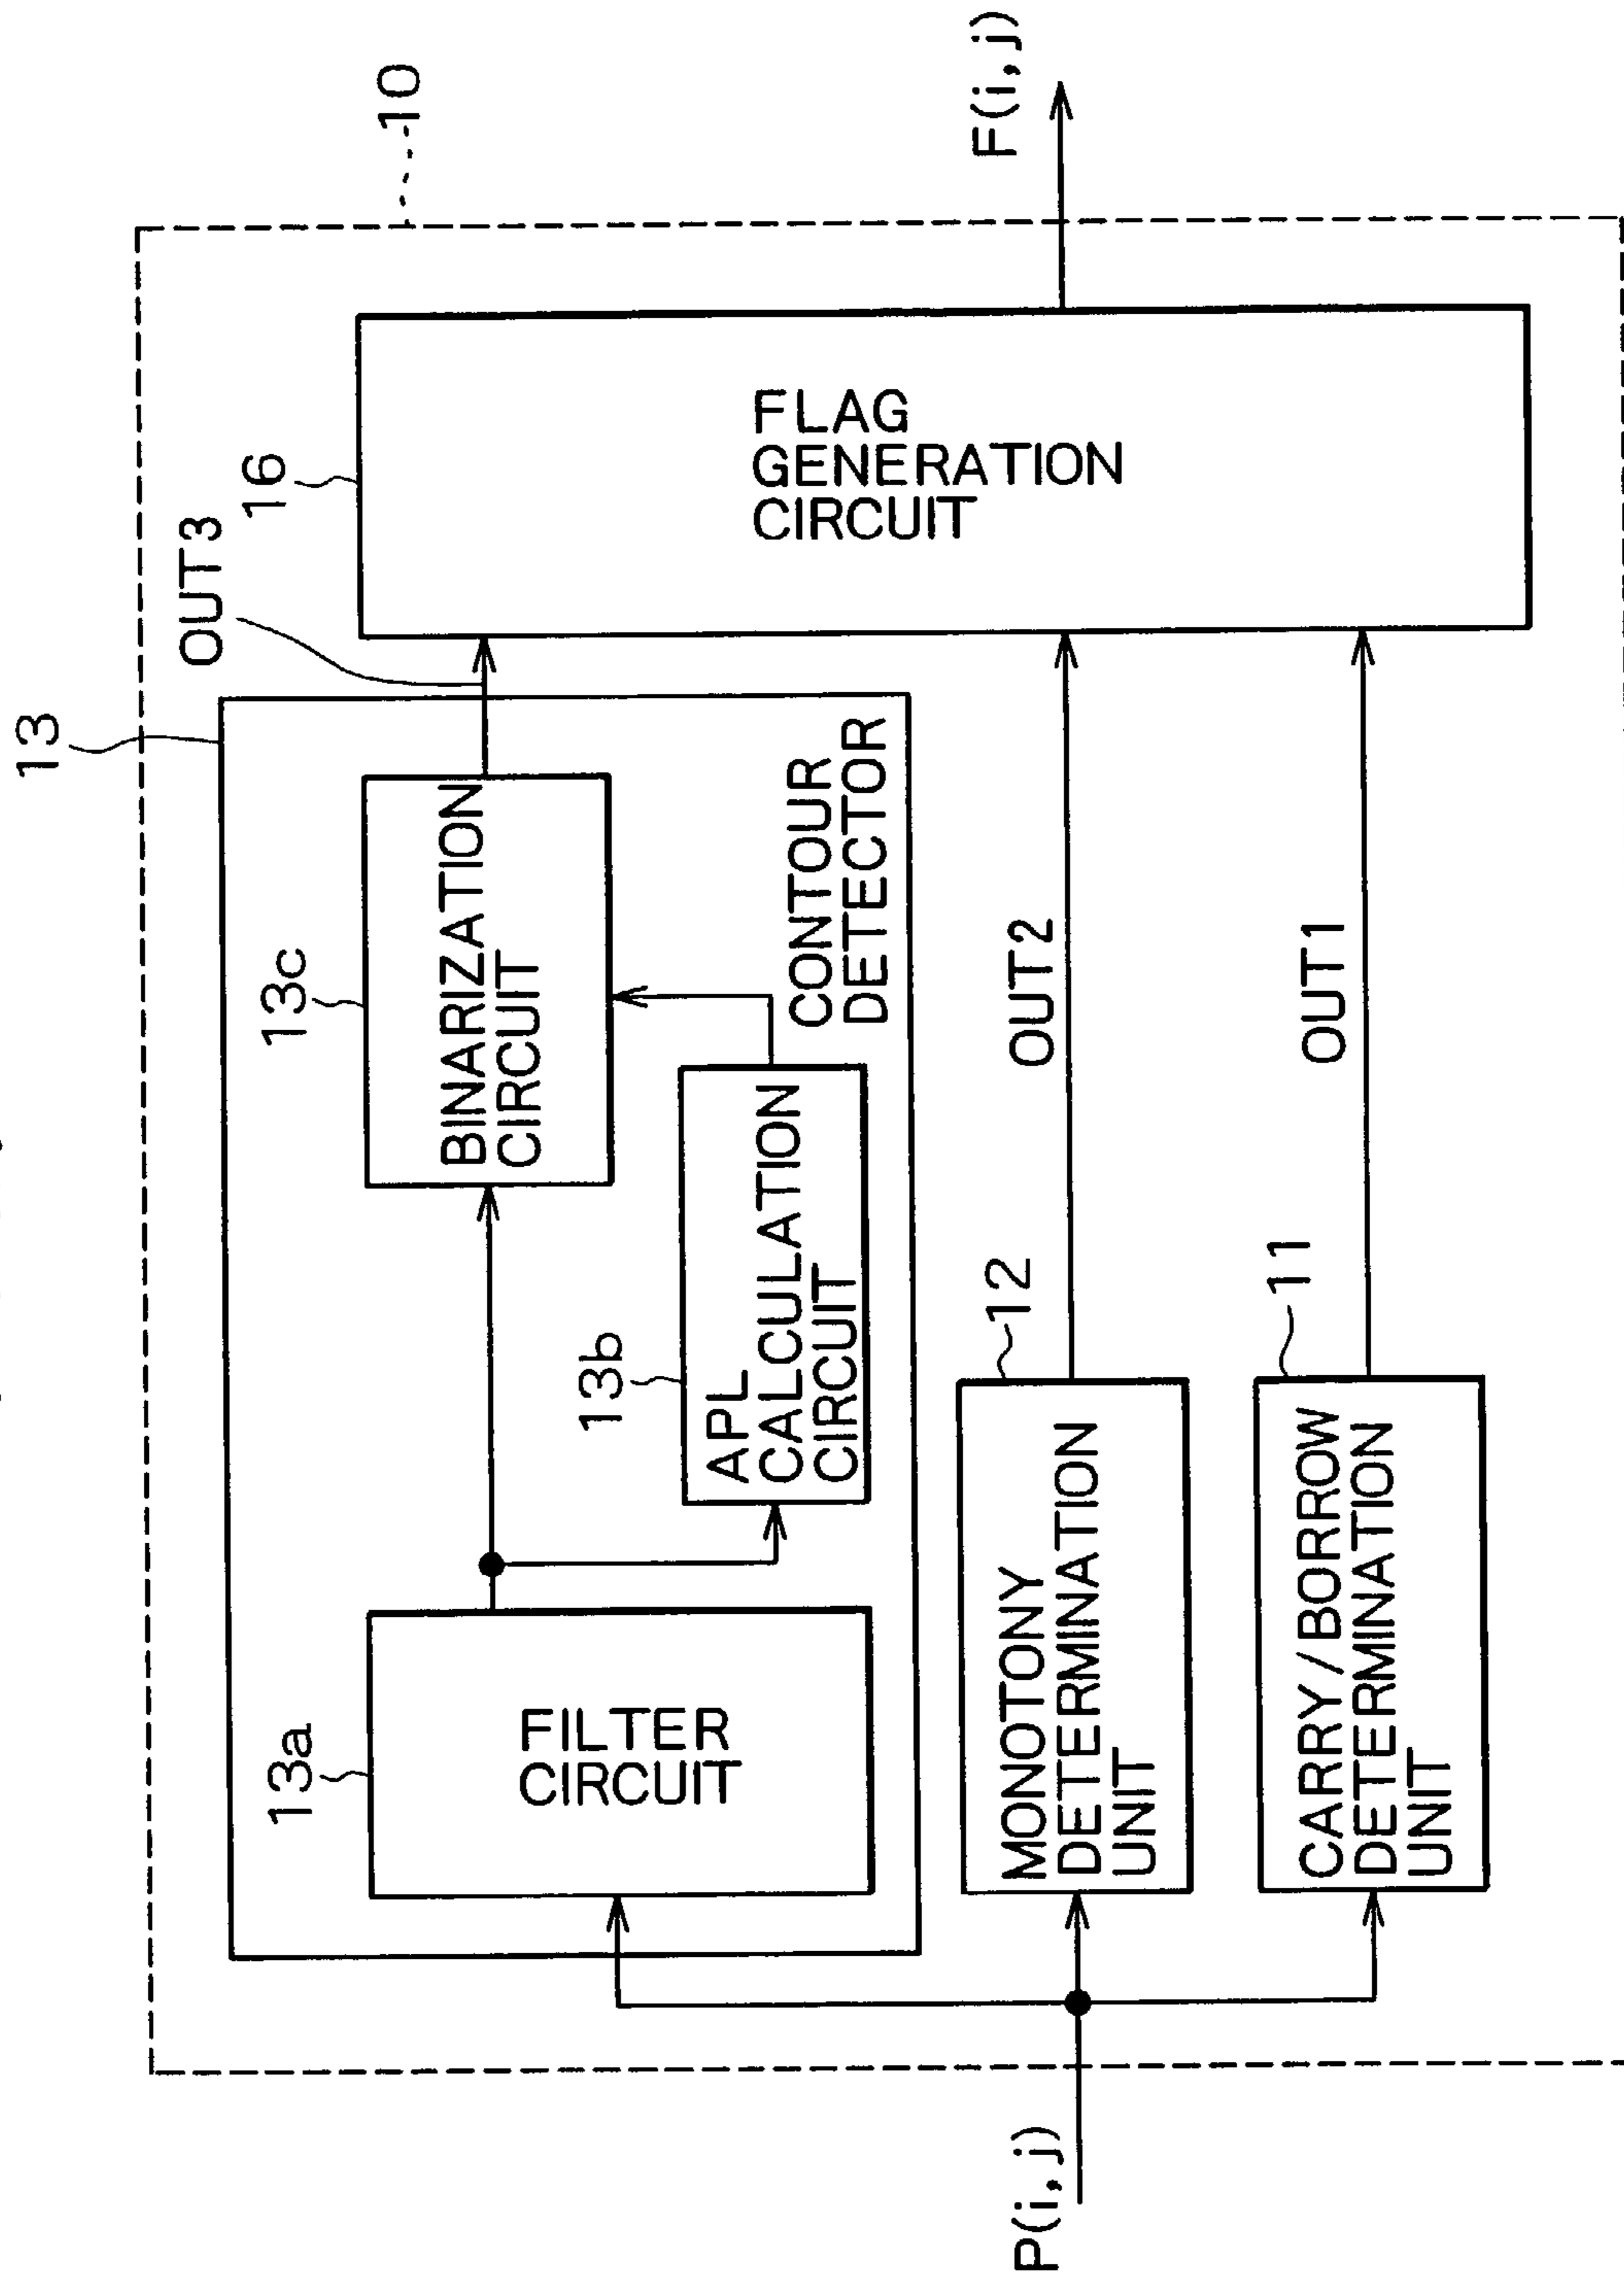 13
OUT3
16
10
13a
FILTER
CIRCUIT
13c
BINARIZATION
CIRCUIT
13b
APL
CALCULATION
CIRCUIT
CONTOUR
DETECTOR
FLAG
GENERATION
CIRCUIT
F(i,j)
P(i,j)
MONOTONY
DETERMINATION
UNIT
12
OUT2
CARRY/BORROW
DETERMINATION
UNIT
11
OUT1